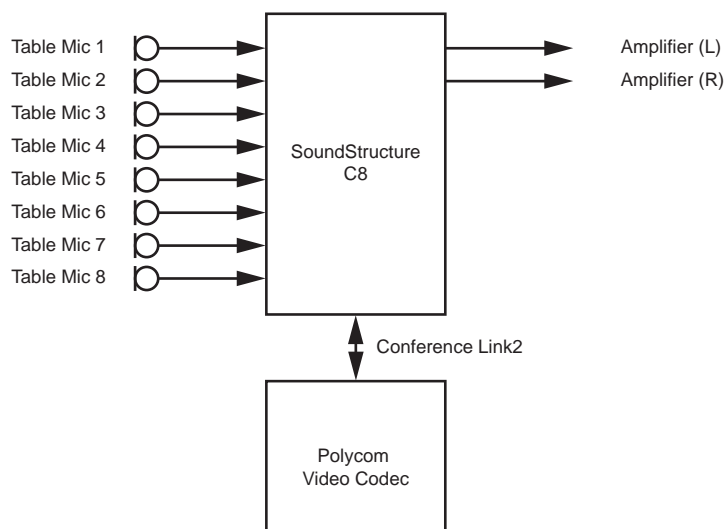 Table Mic 1
Table Mic 2
Table Mic 3
Table Mic 4
Table Mic 5
Table Mic 6
Table Mic 7
Table Mic 8
SoundStructure
C8
Amplifier (L)
Amplifier (R)
Conference Link2
Polycom
Video Codec